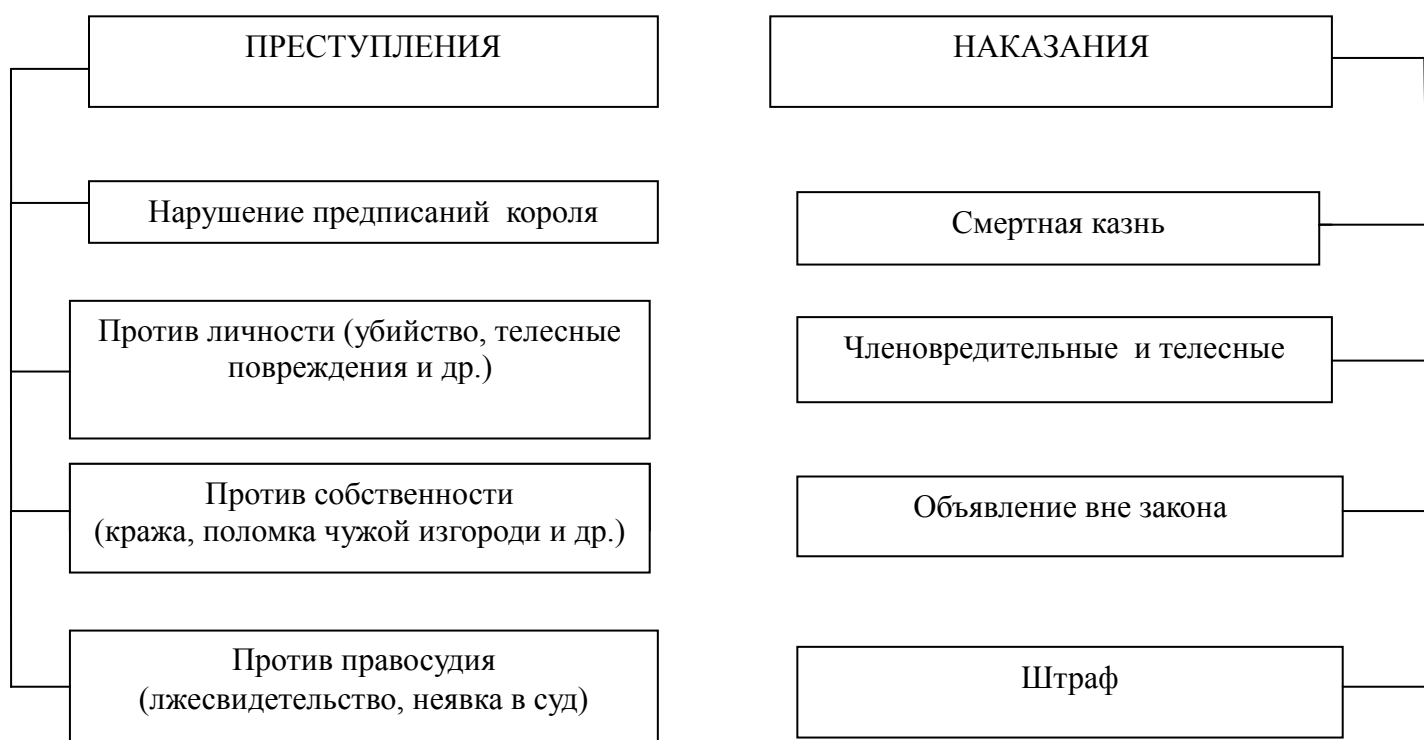 ПРЕСТУПЛЕНИЯ
Нарушение предписаний  короля
Против личности (убийство, телесные
повреждения и др.)
Против собственности
(кража, поломка чужой изгороди и др.)
Против правосудия
(лжесвидетельство, неявка в суд)
НАКАЗАНИЯ
Смертная казнь
Членовредительные  и телесные
Объявление вне закона
Штраф